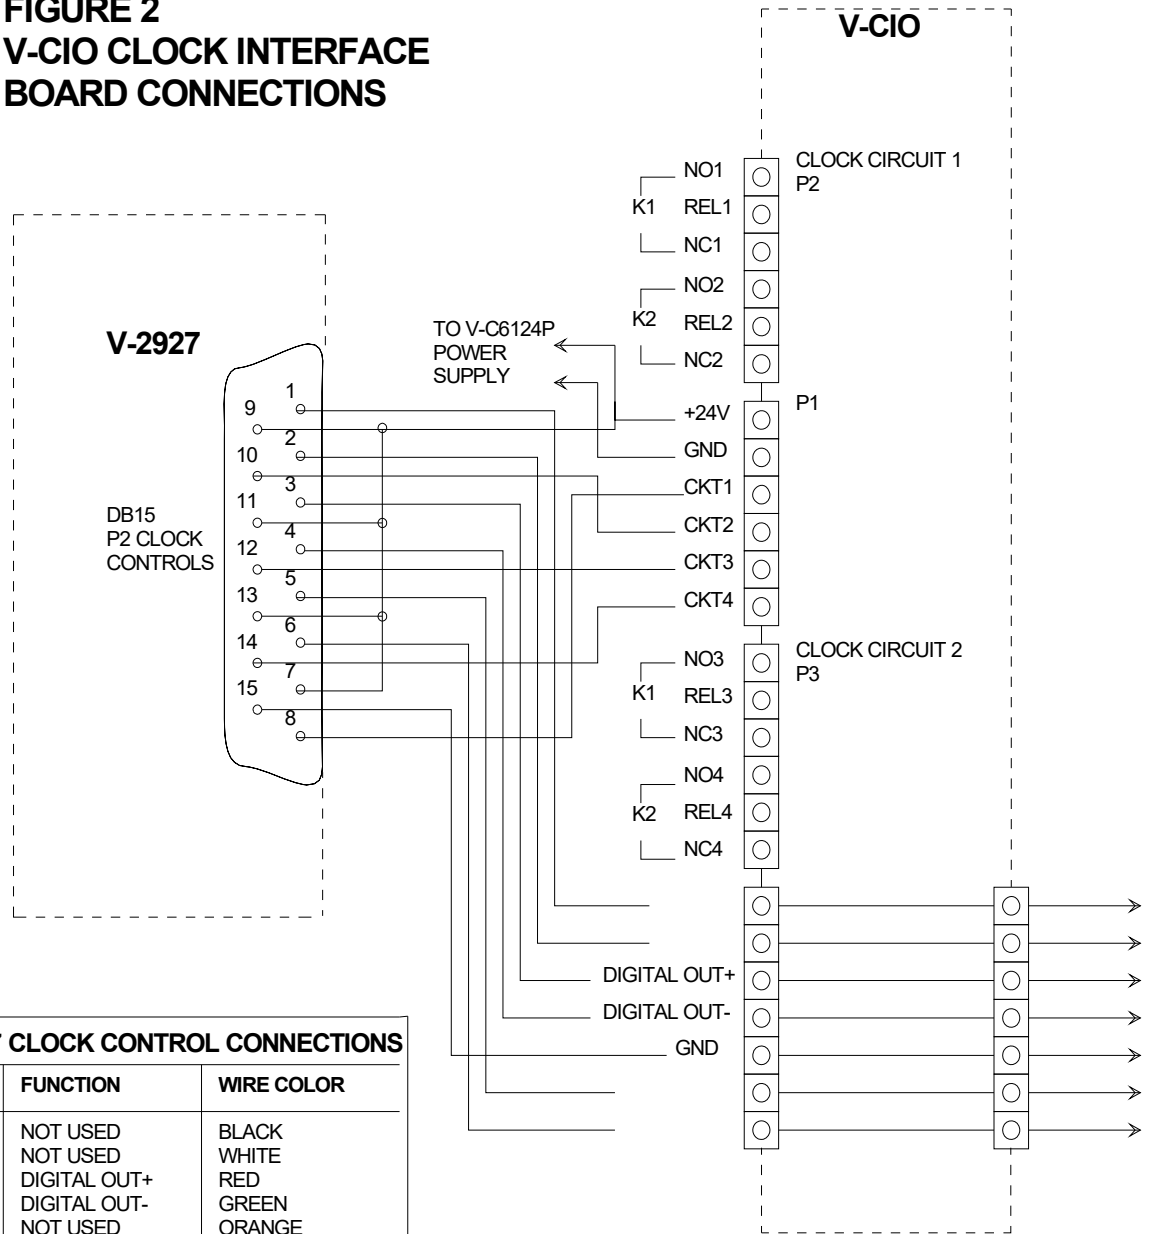 FIGURE 2
V-CIO CLOCK INTERFACE
BOARD CONNECTIONS
V-CIO
CLOCK CIRCUIT 1
P2
NO1
K1 REL1
NC1
NO2
K2 REL2
NC2
V-2927
TO V-C6124P
POWER
SUPPLY
P1
+24V
GND
CKT1
CKT2
CKT3
CKT4
DB15
P2 CLOCK
CONTROLS
1
9
2
10
3
11
4
12
5
13
6
14
7
15
8
CLOCK CIRCUIT 2
P3
NO3
K1 REL3
NC3
NO4
K2 REL4
NC4
DIGITAL OUT+
DIGITAL OUT-
GND
CLOCK CONTROL CONNECTIONS
FUNCTION WIRE COLOR
NOT USED BLACK
NOT USED WHITE
DIGITAL OUT+ RED
DIGITAL OUT- GREEN
NOT USED ORANGE